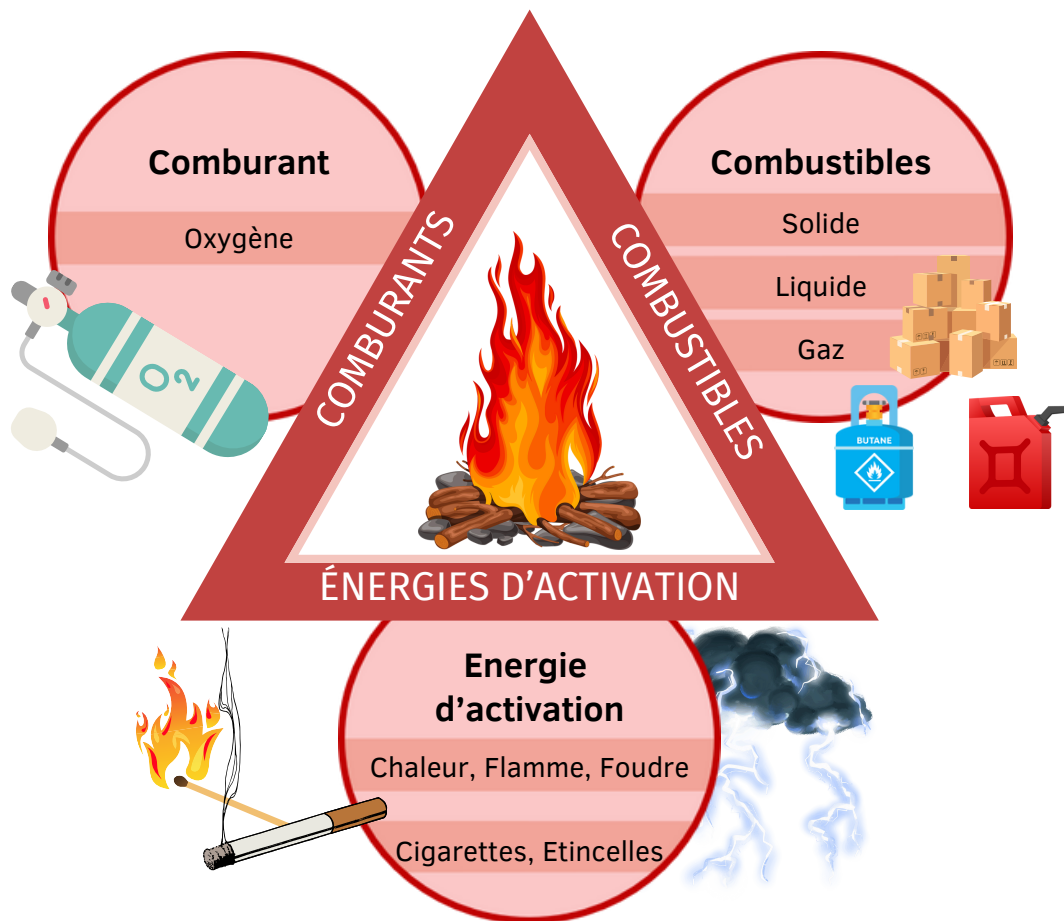 Comburant
Oxygène
O2
COMBURANTS
COMBUSTIBLES
ÉNERGIES D'ACTIVATION
Combustibles
Solide
Liquide
Gaz
BUTANE
Energie
d'activation
Chaleur, Flamme, Foudre
Cigarettes, Etincelles